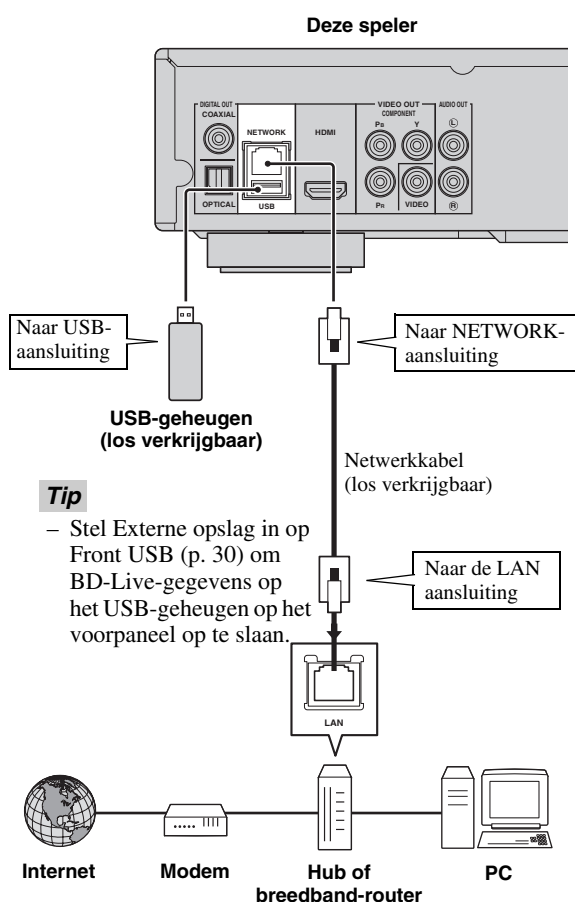 Deze speler
DIGITAL OUT
COAXIAL
OPTICAL
NETWORK
USB
HDMI
VIDEO OUT
COMPONENT
PB
Y
PR
VIDEO
AUDIO OUT
L
R
Naar USB-
aansluiting
USB-geheugen
(los verkrijgbaar)
Naar NETWORK-
aansluiting
Netwerkkabel
(los verkrijgbaar)
Tip
– Stel Externe opslag in op
Front USB (p. 30) om
BD-Live-gegevens op
het USB-geheugen op het
voorpaneel op te slaan.
Naar de LAN
aansluiting
LAN
Internet
Modem
Hub of
breedband-router
PC